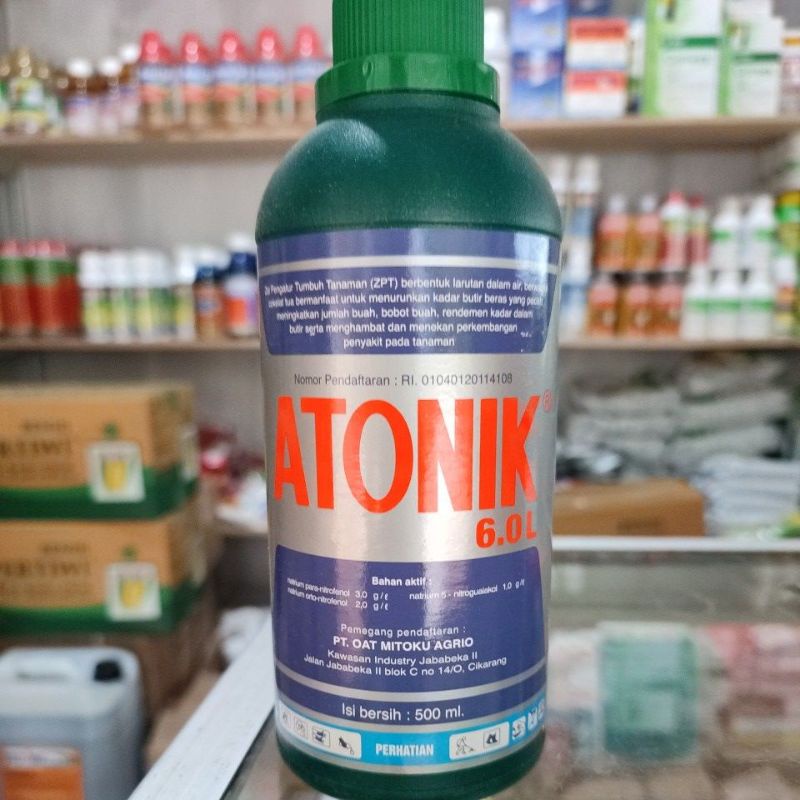 Zat Pengatur Tumbuh Tanaman (ZPT) berbentuk larutan dalam air,
cokelat tua bermanfaat untuk menurunkan kadar butir beras yang
meningkatkan jumlah buah, bobot buah, rendemen kadar dalam
butir serta menghambat dan menekan perkembangan
penyakit pada tanaman
Nomor Pendaftaran : RI. 01040120114108
ATONIK®
6.0 L
Bahan aktif :
natrium para-nitrofenol 3,0 g/ℓ natrium 5 - nitroguaiakol 1,0 g/ℓ
natrium orto-nitrofenol 2,0 g/ℓ
Pemegang pendaftaran :
PT. OAT MITOKU AGRIO
Kawasan Industry Jababeka II
Jalan Jababeka II blok C no 14/O, Cikarang
Isi bersih : 500 ml.
PERHATIAN